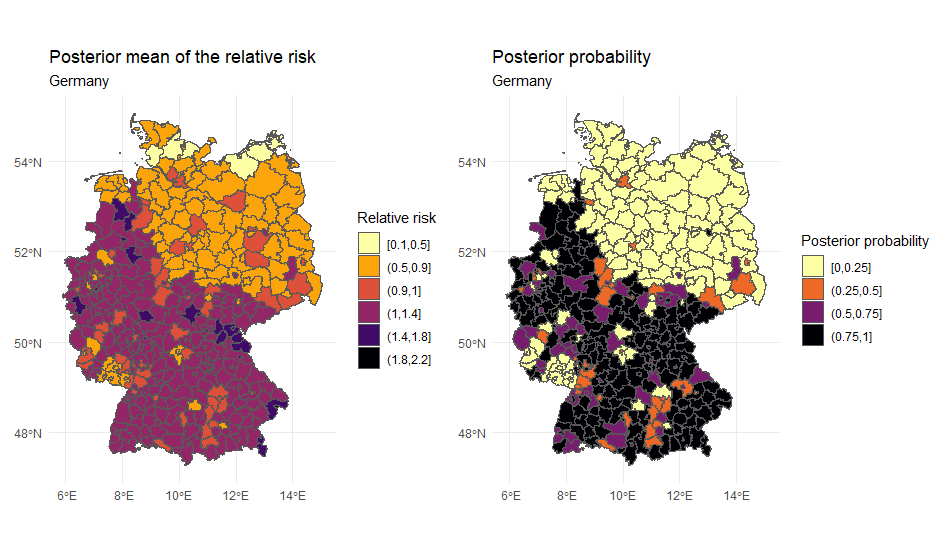 Posterior mean of the relative risk
Germany
54°N
52°N
50°N
48°N
6°E
8°E
10°E
12°E
14°E
Relative risk
[0.1,0.5]
(0.5,0.9]
(0.9,1]
(1,1.4]
(1.4,1.8]
(1.8,2.2]
Posterior probability
Germany
54°N
52°N
50°N
48°N
6°E
8°E
10°E
12°E
14°E
Posterior probability
[0,0.25]
(0.25,0.5]
(0.5,0.75]
(0.75,1]